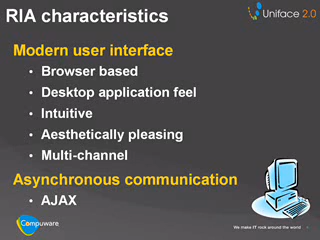 RIA characteristics
Uniface 2.0
Modern user interface
• Browser based
• Desktop application feel
• Intuitive
• Aesthetically pleasing
• Multi-channel
Asynchronous communication
• AJAX
Compuware
We make IT rock around the world